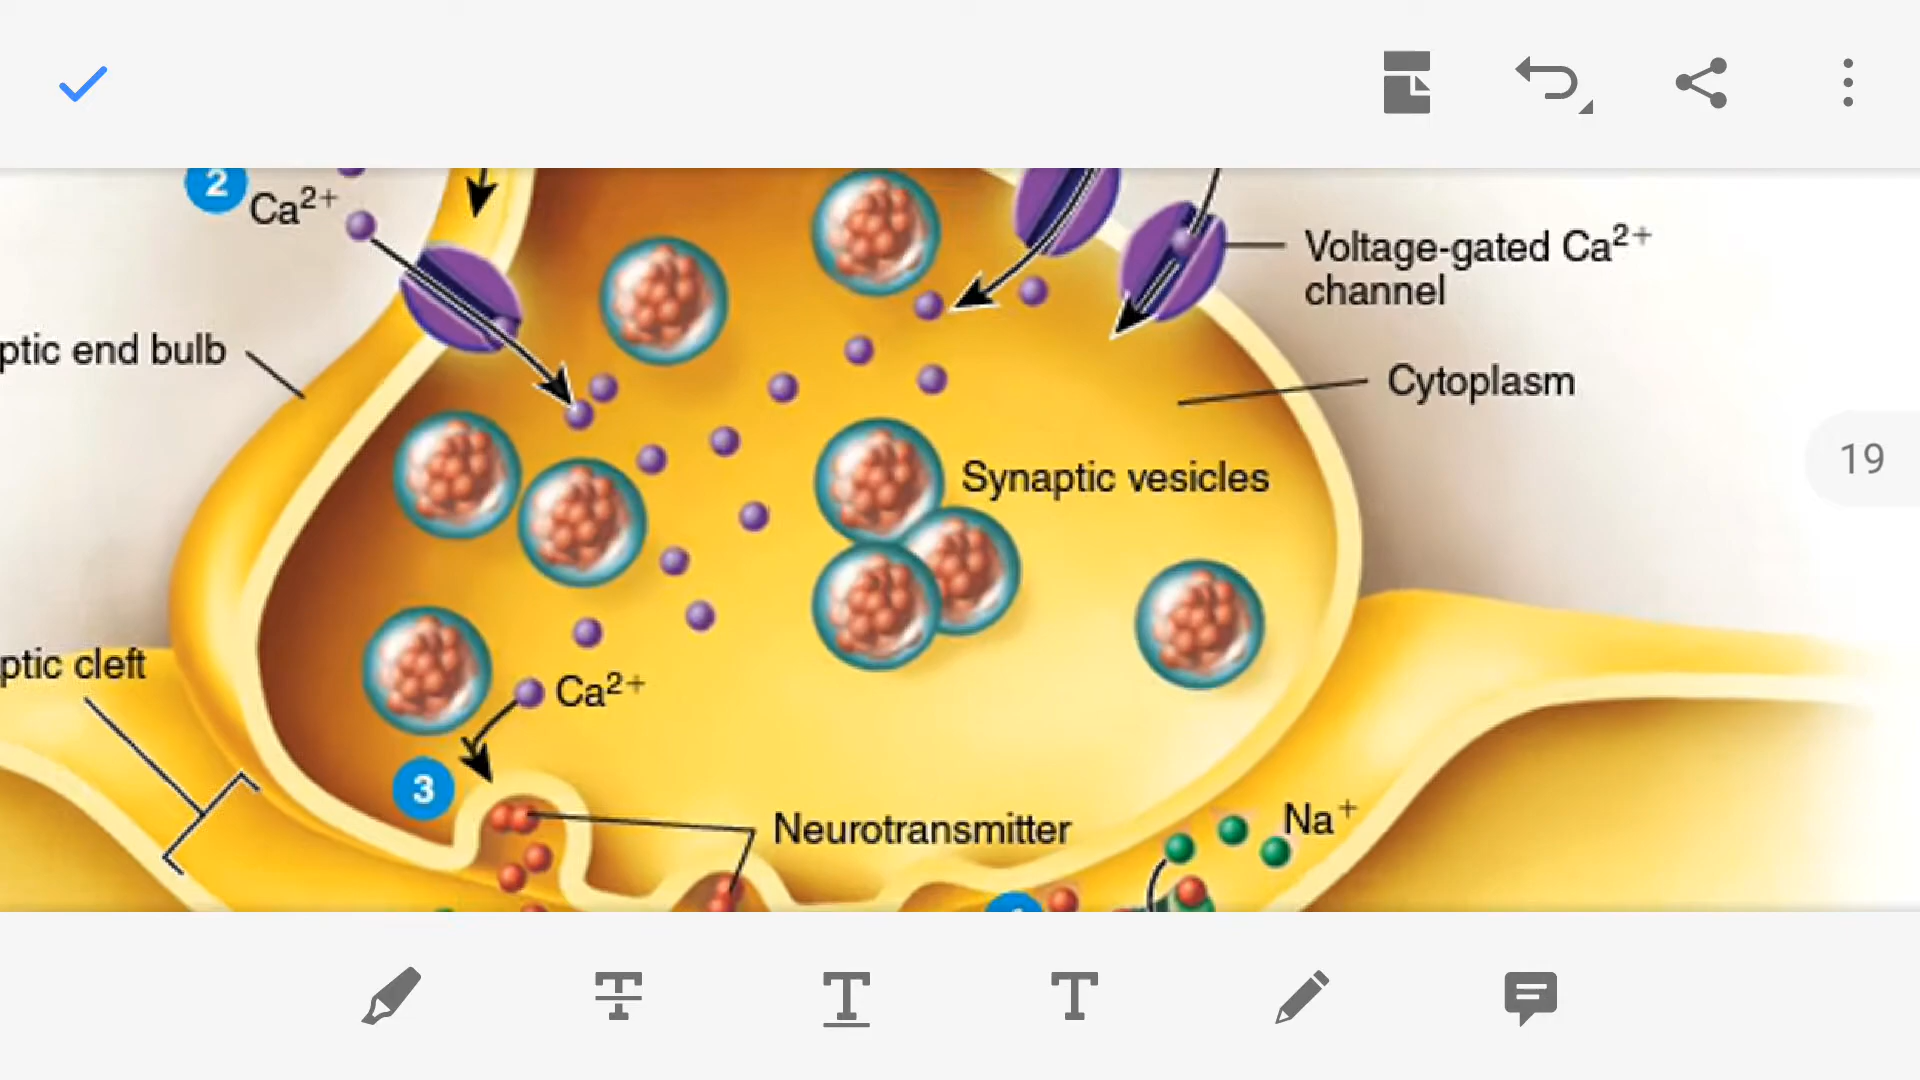 2
Ca2+
Voltage-gated Ca2+
channel
ptic end bulb
Cytoplasm
19
Synaptic vesicles
ptic cleft
Ca2+
3
Neurotransmitter
Na+